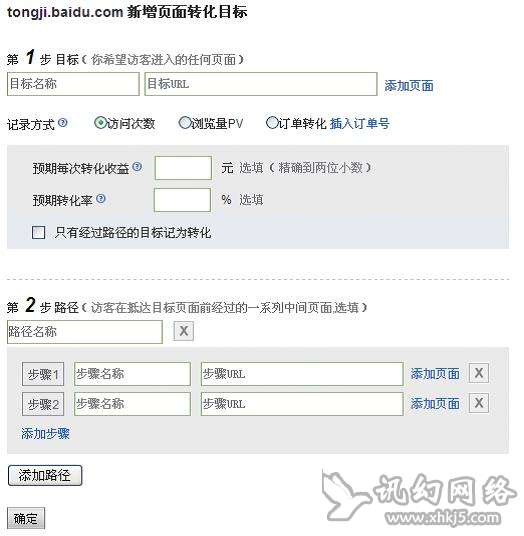 tongji.baidu.com 新增页面转化目标
第 1 步 目标（你希望访客进入的任何页面）
目标名称 目标URL 添加页面
记录方式 ? 访问次数 浏览量PV 订单转化 插入订单号
预期每次转化收益 ? 元 选填（精确到两位小数）
预期转化率 ? % 选填
只有经过路径的目标记为转化
第 2 步 路径（访客在抵达目标页面前经过的一系列中间页面,选填）
路径名称 X
步骤1 步骤名称 步骤URL 添加页面 X
步骤2 步骤名称 步骤URL 添加页面 X
添加步骤
添加路径
确定
讯幻网络
www.xhkj5.com